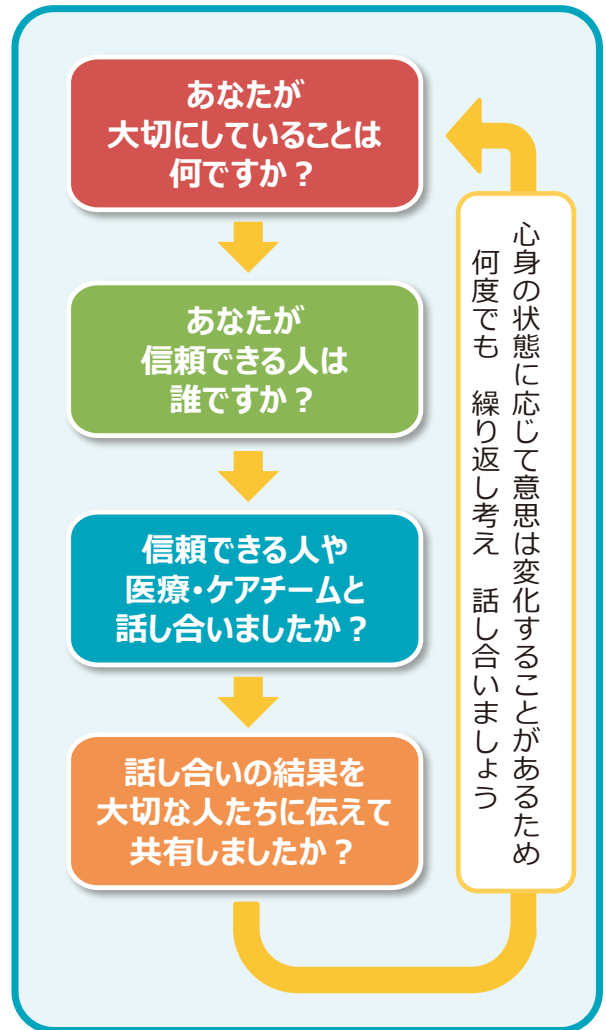 あなたが
大切にしていることは
何ですか?
あなたが
信頼できる人は
誰ですか?
信頼できる人や
医療・ケアチームと
話し合いましたか?
話し合いの結果を
大切な人たちに伝えて
共有しましたか?
心身の状態に応じて意思は変化することがあるため
何度でも 繰り返し考え 話し合いましょう